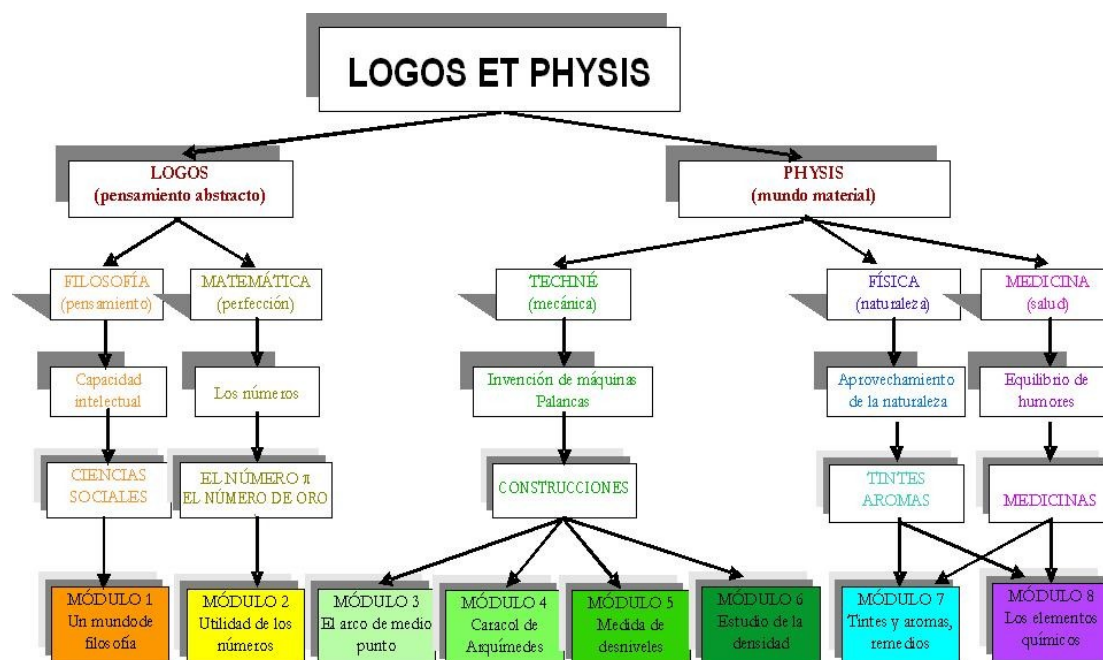 LOGOS ET PHYSIS
LOGOS
(pensamiento abstracto)
PHYSIS
(mundo material)
FILOSOFÍA
(pensamiento)
MATEMÁTICA
(perfección)
TECHNÉ
(mecánica)
FÍSICA
(naturaleza)
MEDICINA
(salud)
Capacidad
intelectual
Los números
Invención de máquinas
Palancas
Aprovechamiento
de la naturaleza
Equilibrio de
humores
CIENCIAS
SOCIALES
EL NÚMERO π
EL NÚMERO DE ORO
CONSTRUCCIONES
TINTES
AROMAS
MEDICINAS
MÓDULO 1
Un mundo de
filosofía
MÓDULO 2
Utilidad de los
números
MÓDULO 3
El arco de medio
punto
MÓDULO 4
Caracol de
Arquímedes
MÓDULO 5
Medida de
desniveles
MÓDULO 6
Estudio de la
densidad
MÓDULO 7
Tintes y aromas,
remedios
MÓDULO 8
Los elementos
químicos